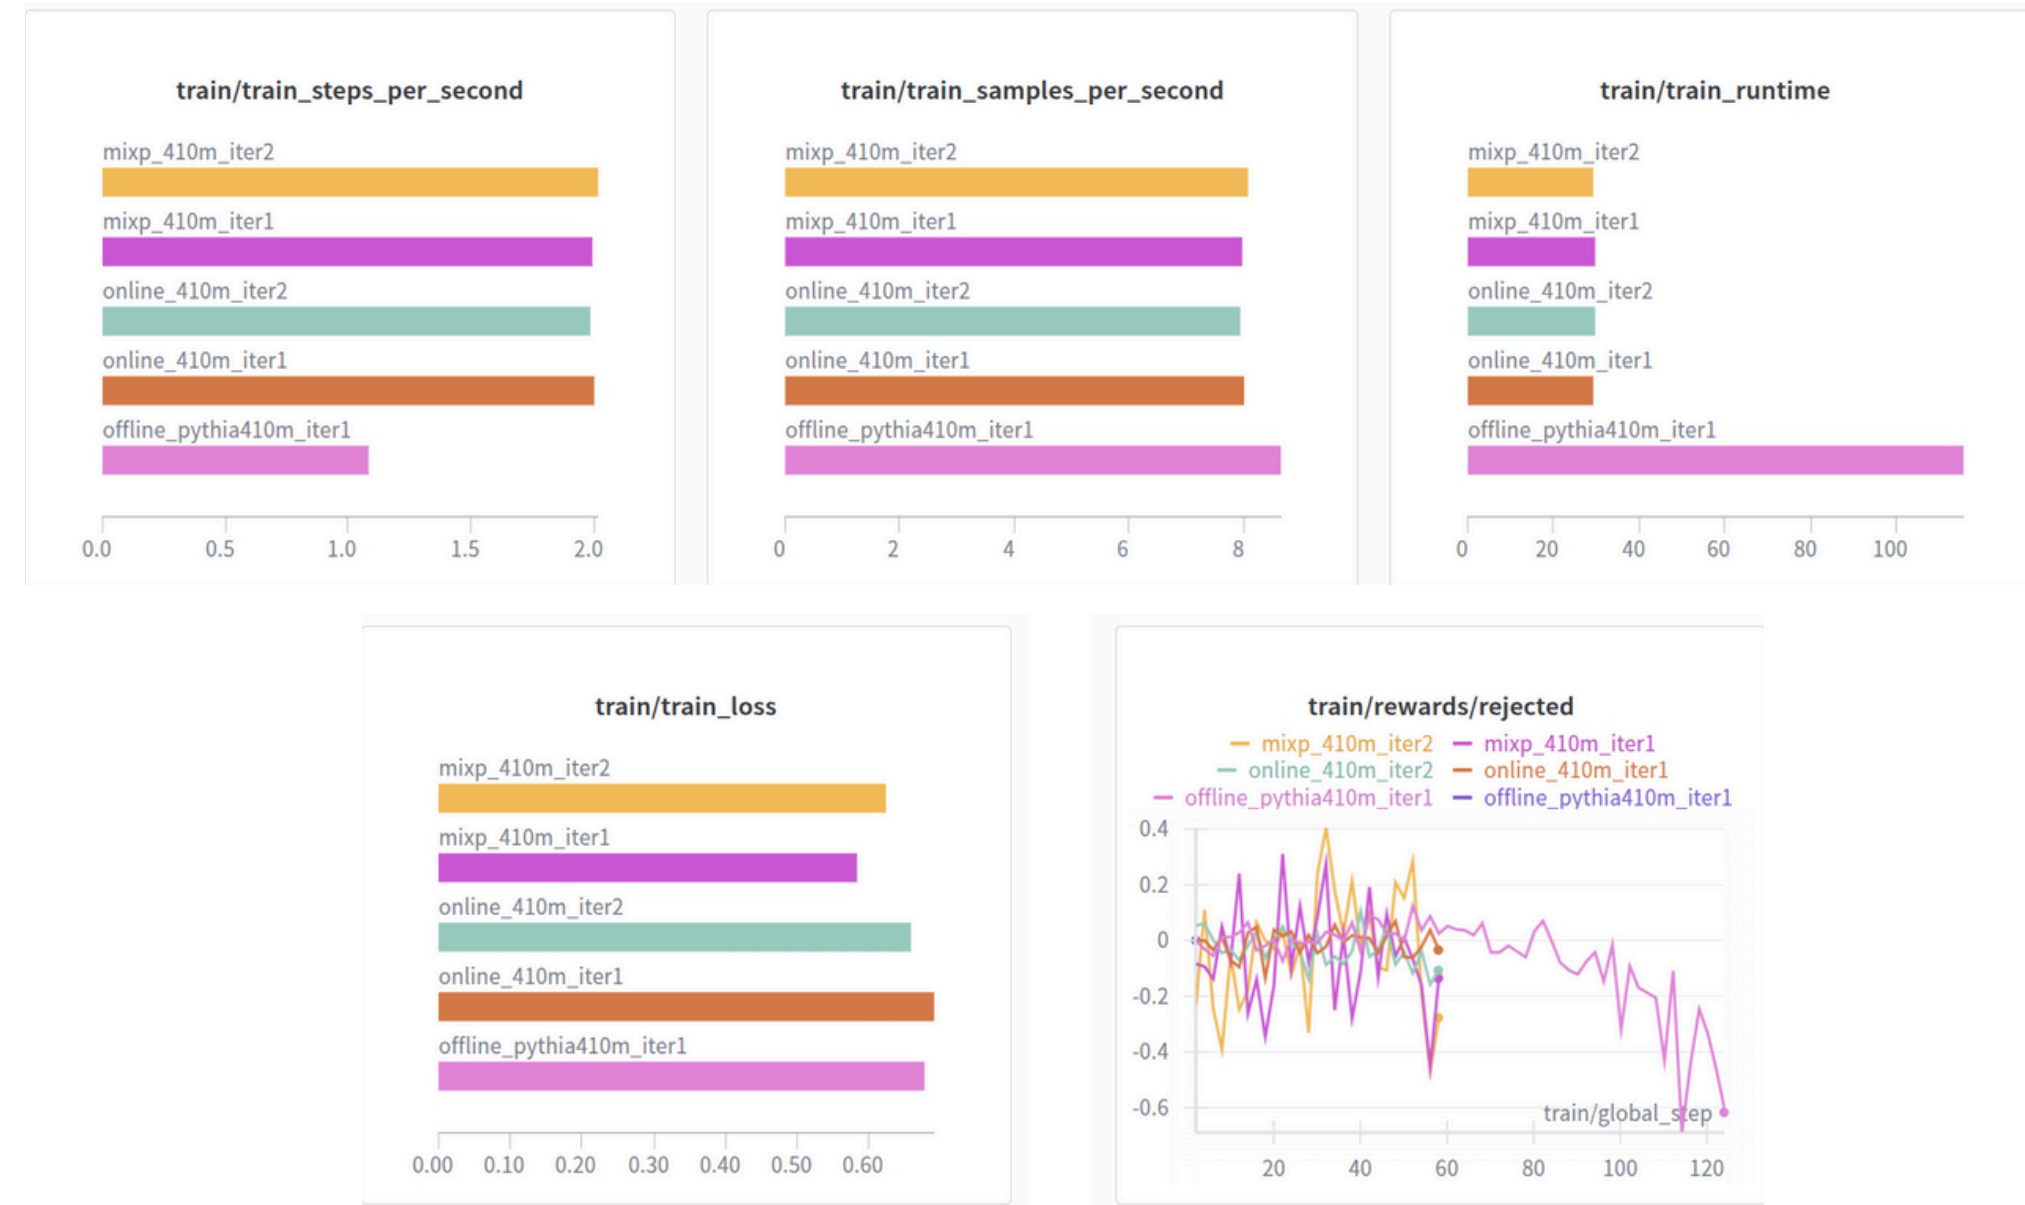 train/train_steps_per_second
mixp_410m_iter2
mixp_410m_iter1
online_410m_iter2
online_410m_iter1
offline_pythia410m_iter1
0.0 0.5 1.0 1.5 2.0
train/train_samples_per_second
mixp_410m_iter2
mixp_410m_iter1
online_410m_iter2
online_410m_iter1
offline_pythia410m_iter1
0 2 4 6 8
train/train_runtime
mixp_410m_iter2
mixp_410m_iter1
online_410m_iter2
online_410m_iter1
offline_pythia410m_iter1
0 20 40 60 80 100
train/train_loss
mixp_410m_iter2
mixp_410m_iter1
online_410m_iter2
online_410m_iter1
offline_pythia410m_iter1
0.00 0.10 0.20 0.30 0.40 0.50 0.60
train/rewards/rejected
mixp_410m_iter2 mixp_410m_iter1
online_410m_iter2 online_410m_iter1
offline_pythia410m_iter1 offline_pythia410m_iter1
0.4
0.2
0
-0.2
-0.4
-0.6
train/global_step
20 40 60 80 100 120